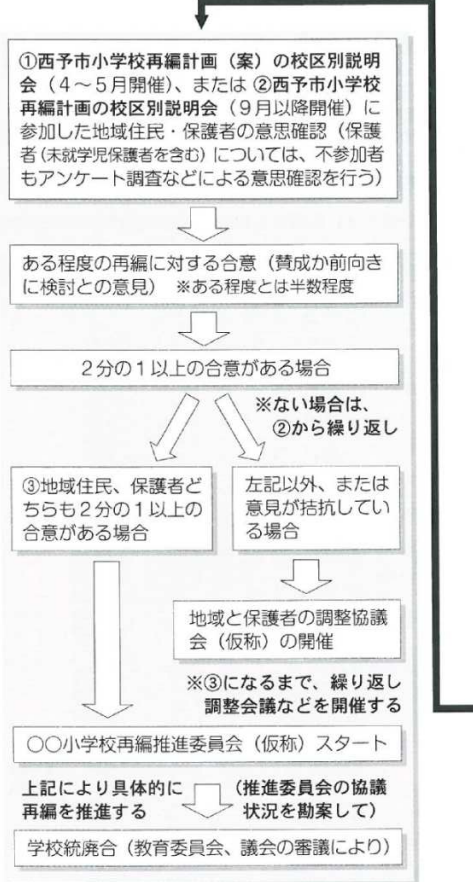 ①西予市小学校再編計画（案）の校区別説明
会（４～５月開催）、または ②西予市小学校
再編計画の校区別説明会（９月以降開催）に
参加した地域住民・保護者の意思確認（保護
者（未就学児保護者を含む）については、不参加者
もアンケート調査などによる意思確認を行う）
ある程度の再編に対する合意（賛成か前向き
に検討との意見）※ある程度とは半数程度
２分の１以上の合意がある場合
※ない場合は、
②から繰り返し
③地域住民、保護者ど
ちらも２分の１以上の
合意がある場合
左記以外、または
意見が拮抗してい
る場合
地域と保護者の調整協議
会（仮称）の開催
※③になるまで、繰り返し
調整会議などを開催する
○○小学校再編推進委員会（仮称）スタート
上記により具体的に
再編を推進する
（推進委員会の協議
状況を勘案して）
学校統廃合（教育委員会、議会の審議により）